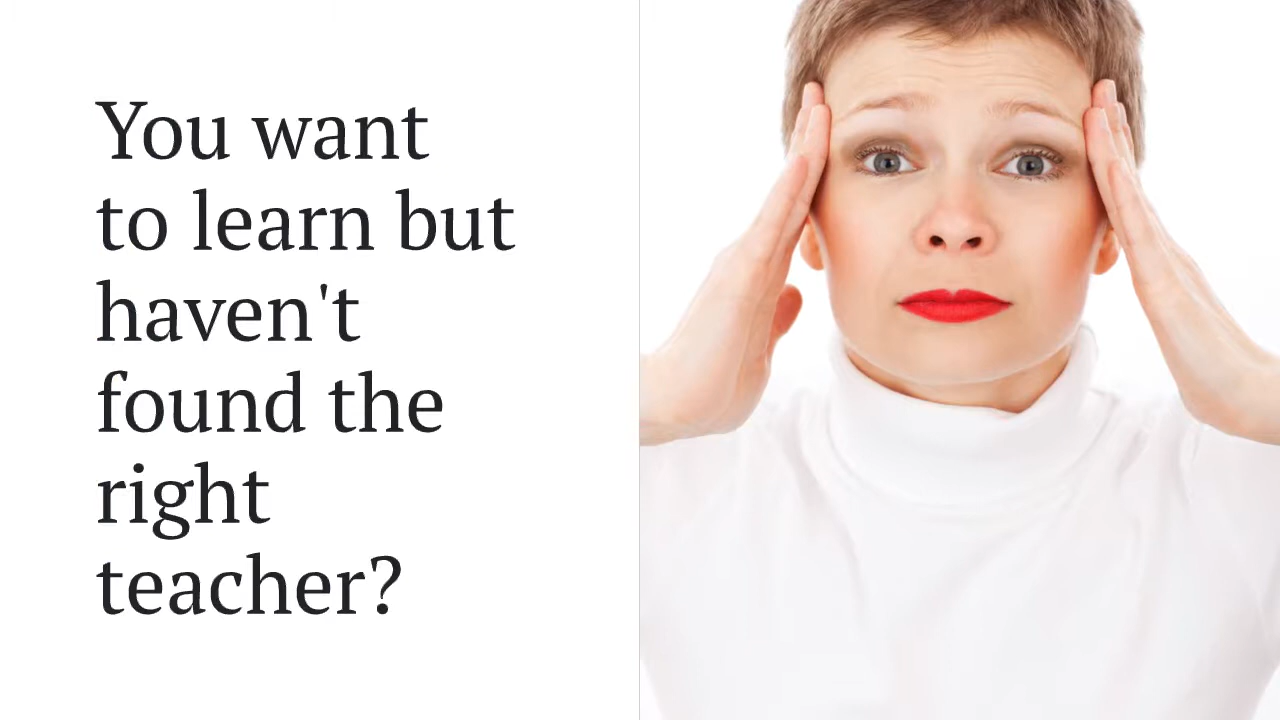 You want
to learn but
haven't
found the
right
teacher?